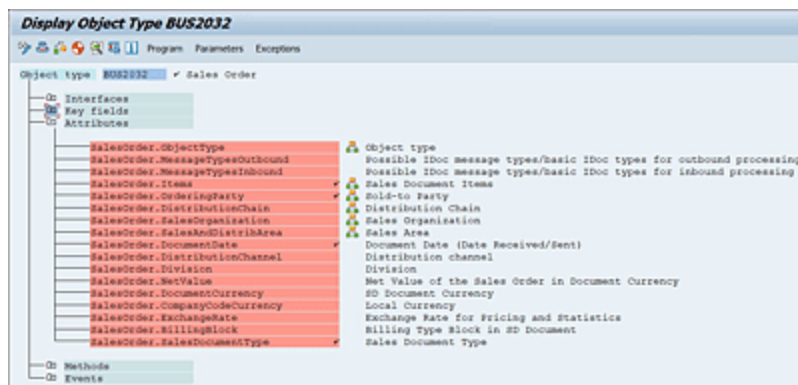 Display Object Type BUS2032
Program Parameters Exceptions
Object type BUS2032 ✔ Sales Order
Interfaces
Key fields
Attributes
SalesOrder.ObjectType Object type
SalesOrder.MessageTypesOutbound Possible IDoc message types/basic IDoc types for outbound processing
SalesOrder.MessageTypesInbound Possible IDoc message types/basic IDoc types for inbound processing
SalesOrder.Items ✔ Sales Document Items
SalesOrder.OrderingParty ✔ Sold-to Party
SalesOrder.DistributionChain Distribution Chain
SalesOrder.SalesOrganization Sales Organization
SalesOrder.SalesAndDistribArea Sales Area
SalesOrder.DocumentDate ✔ Document Date (Date Received/Sent)
SalesOrder.DistributionChannel Distribution channel
SalesOrder.Division Division
SalesOrder.NetValue Net Value of the Sales Order in Document Currency
SalesOrder.DocumentCurrency SD Document Currency
SalesOrder.CompanyCodeCurrency Local Currency
SalesOrder.ExchangeRate Exchange Rate for Pricing and Statistics
SalesOrder.BillingBlock Billing Type Block in SD Document
SalesOrder.SalesDocumentType ✔ Sales Document Type
Methods
Events